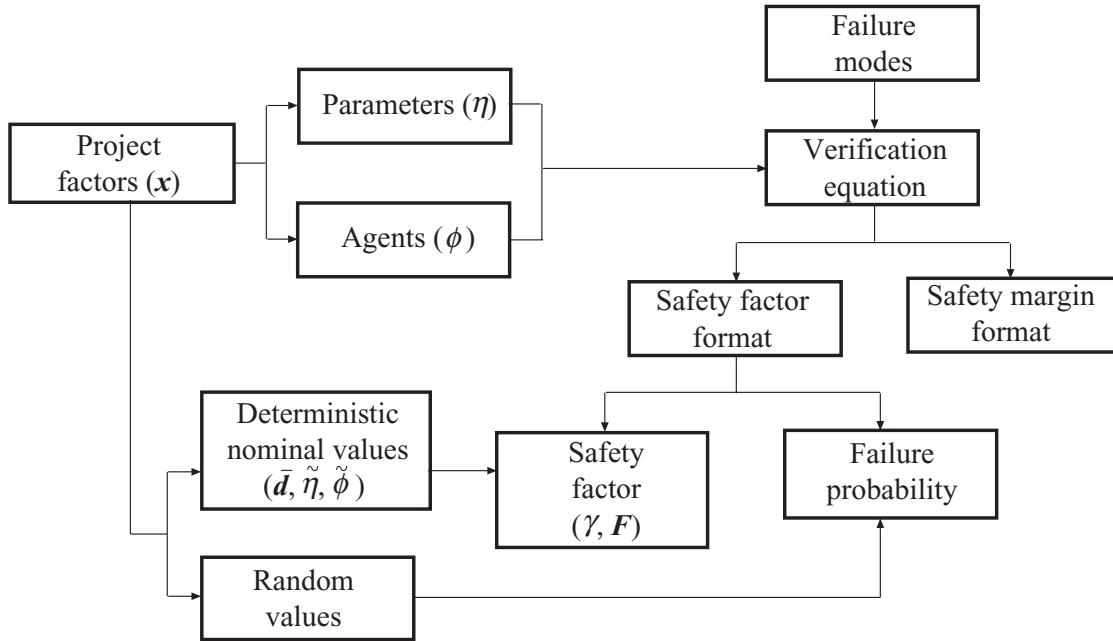 Failure
modes
Parameters (η)
Project
factors (x)
Verification
equation
Agents (ϕ)
Safety factor
format
Safety margin
format
Deterministic
nominal values
(d̄, η̃, ϕ̃ )
Safety
factor
(γ, F)
Failure
probability
Random
values